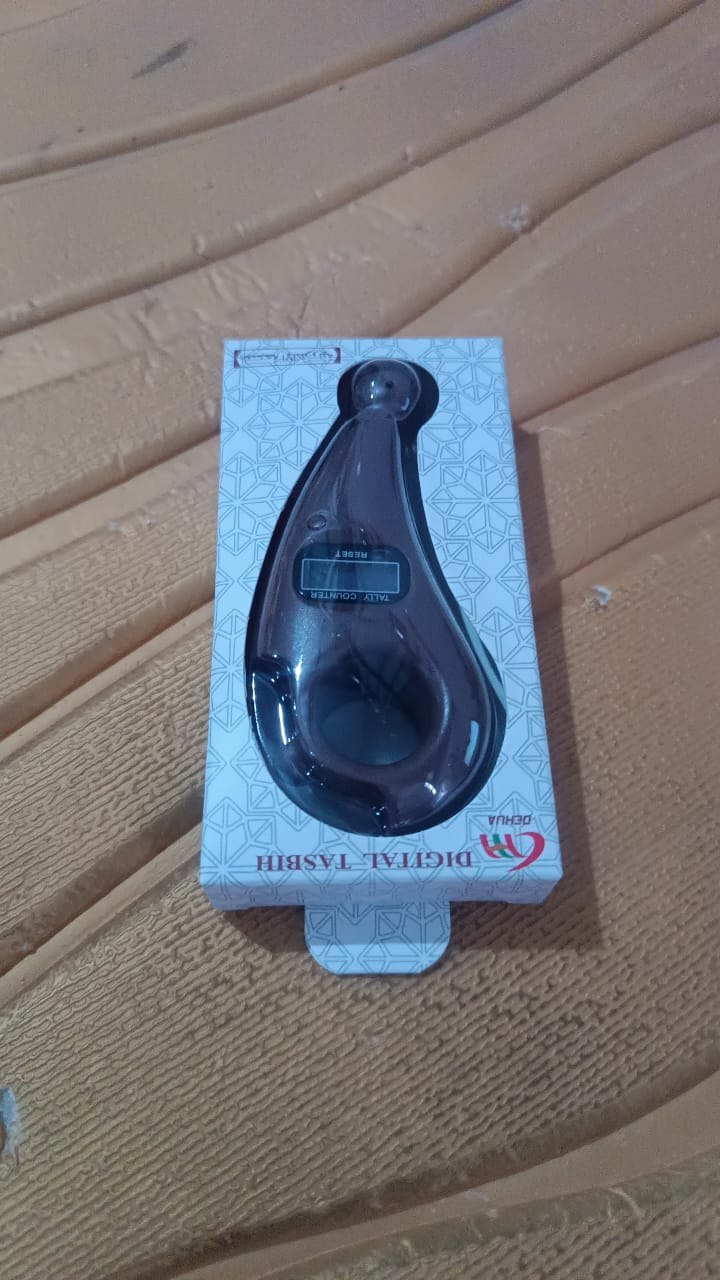 DEHUA
DIGITAL TASBIH
TALLY COUNTER
RESET